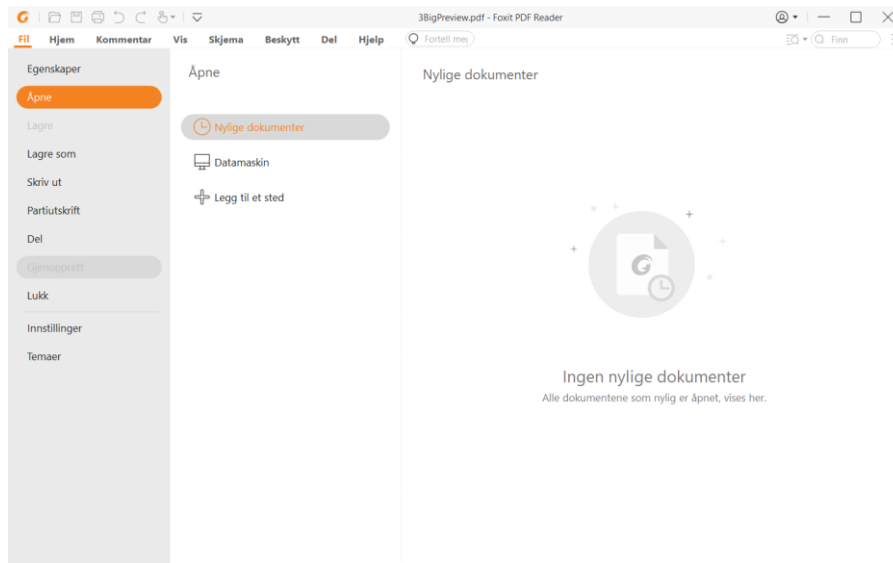 3BigPreview.pdf - Foxit PDF Reader
Fil Hjem Kommentar Vis Skjema Beskytt Del Hjelp Fortell me Finn
Egenskaper
Åpne
Lagre
Lagre som
Skriv ut
Partiutskrift
Del
Gjenopprett
Lukk
Innstillinger
Temaer
Åpne
Nylige dokumenter
Datamaskin
Legg til et sted
Nylige dokumenter
Ingen nylige dokumenter
Alle dokumentene som nylig er åpnet, vises her.